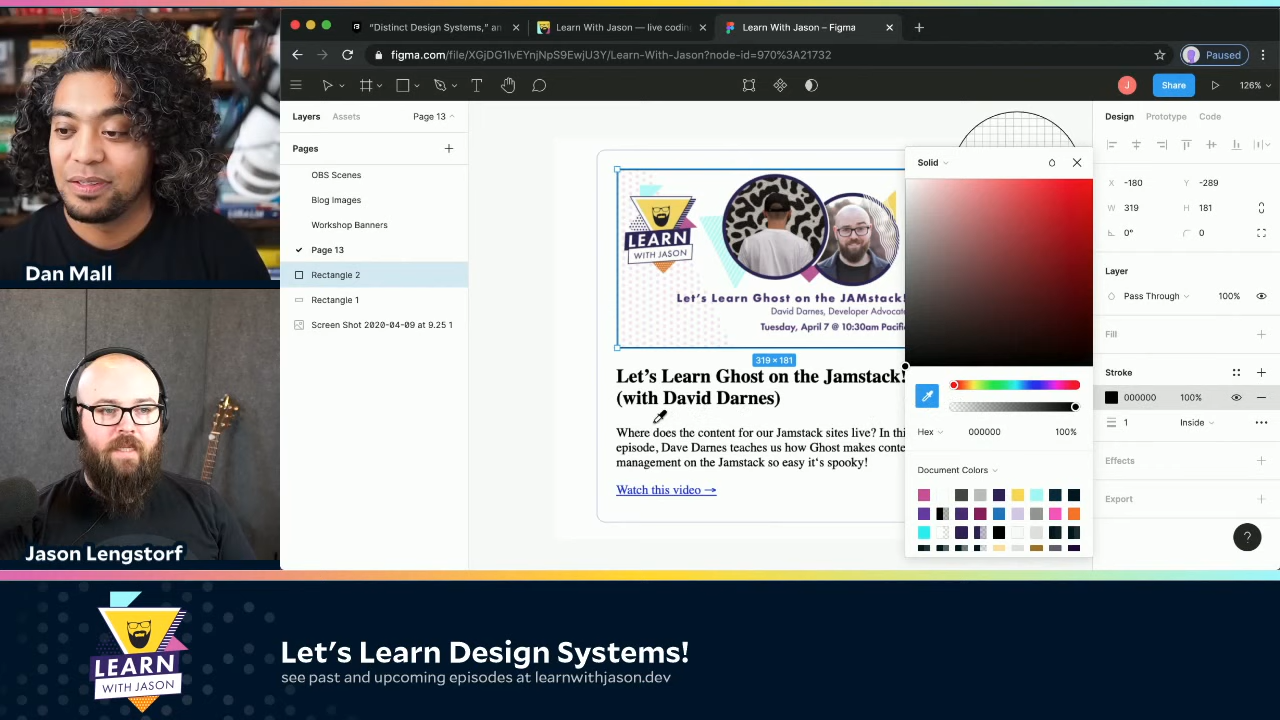 "Distinct Design Systems," an
Learn With Jason — live coding
Learn With Jason – Figma
figma.com/file/XGjDG1IvEYnjNpS9EwjU3Y/Learn-With-Jason?node-id=970%3A21732
Paused
J
Share
126%
Layers
Assets
Page 13
Pages
OBS Scenes
Blog Images
Workshop Banners
Page 13
Rectangle 2
Rectangle 1
Screen Shot 2020-04-09 at 9.25 1
LEARN
WITH JASON
Let's Learn Ghost on the JAMstack!
David Darnes, Developer Advocate
Tuesday, April 7 @ 10:30am Pacific
319 × 181
Let's Learn Ghost on the Jamstack!
(with David Darnes)
Where does the content for our Jamstack sites live? In this
episode, Dave Darnes teaches us how Ghost makes conte
management on the Jamstack so easy it's spooky!
Watch this video →
Solid
Hex
000000
100%
Document Colors
Design
Prototype
Code
X
-180
Y
-289
W
319
H
181
0°
0
Layer
Pass Through
100%
Fill
Stroke
000000
100%
1
Inside
Effects
Export
?
Dan Mall
Jason Lengstorf
LEARN
WITH JASON
Let's Learn Design Systems!
see past and upcoming episodes at learnwithjason.dev